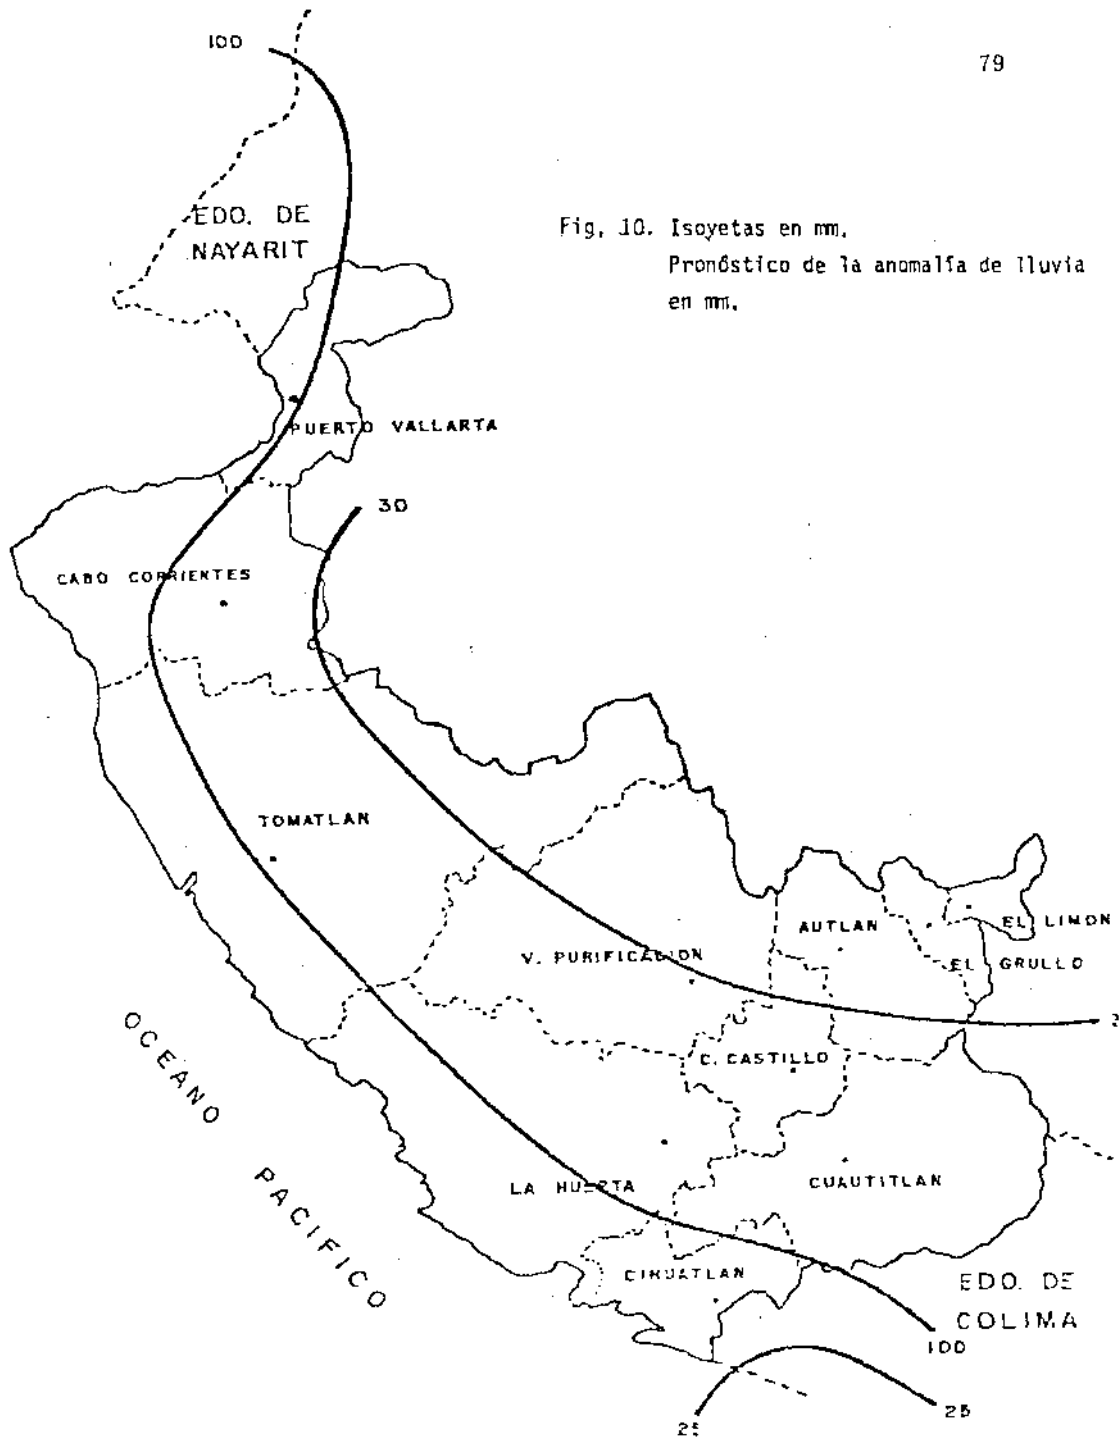 100
79
EDO. DE
NAYARIT
Fig. 10. Isoyetas en mm.
Pronóstico de la anomalía de lluvia
en mm.
PUERTO VALLARTA
30
CABO CORRIENTES
TOMATLAN
AUTLAN
EL LIMON
V. PURIFICACION
EL GRULLO
OCEANO PACIFICO
C. CASTILLO
LA HUERTA
CUAUTITLAN
CIHUATLAN
EDO. DE
COLIMA
100
25
25